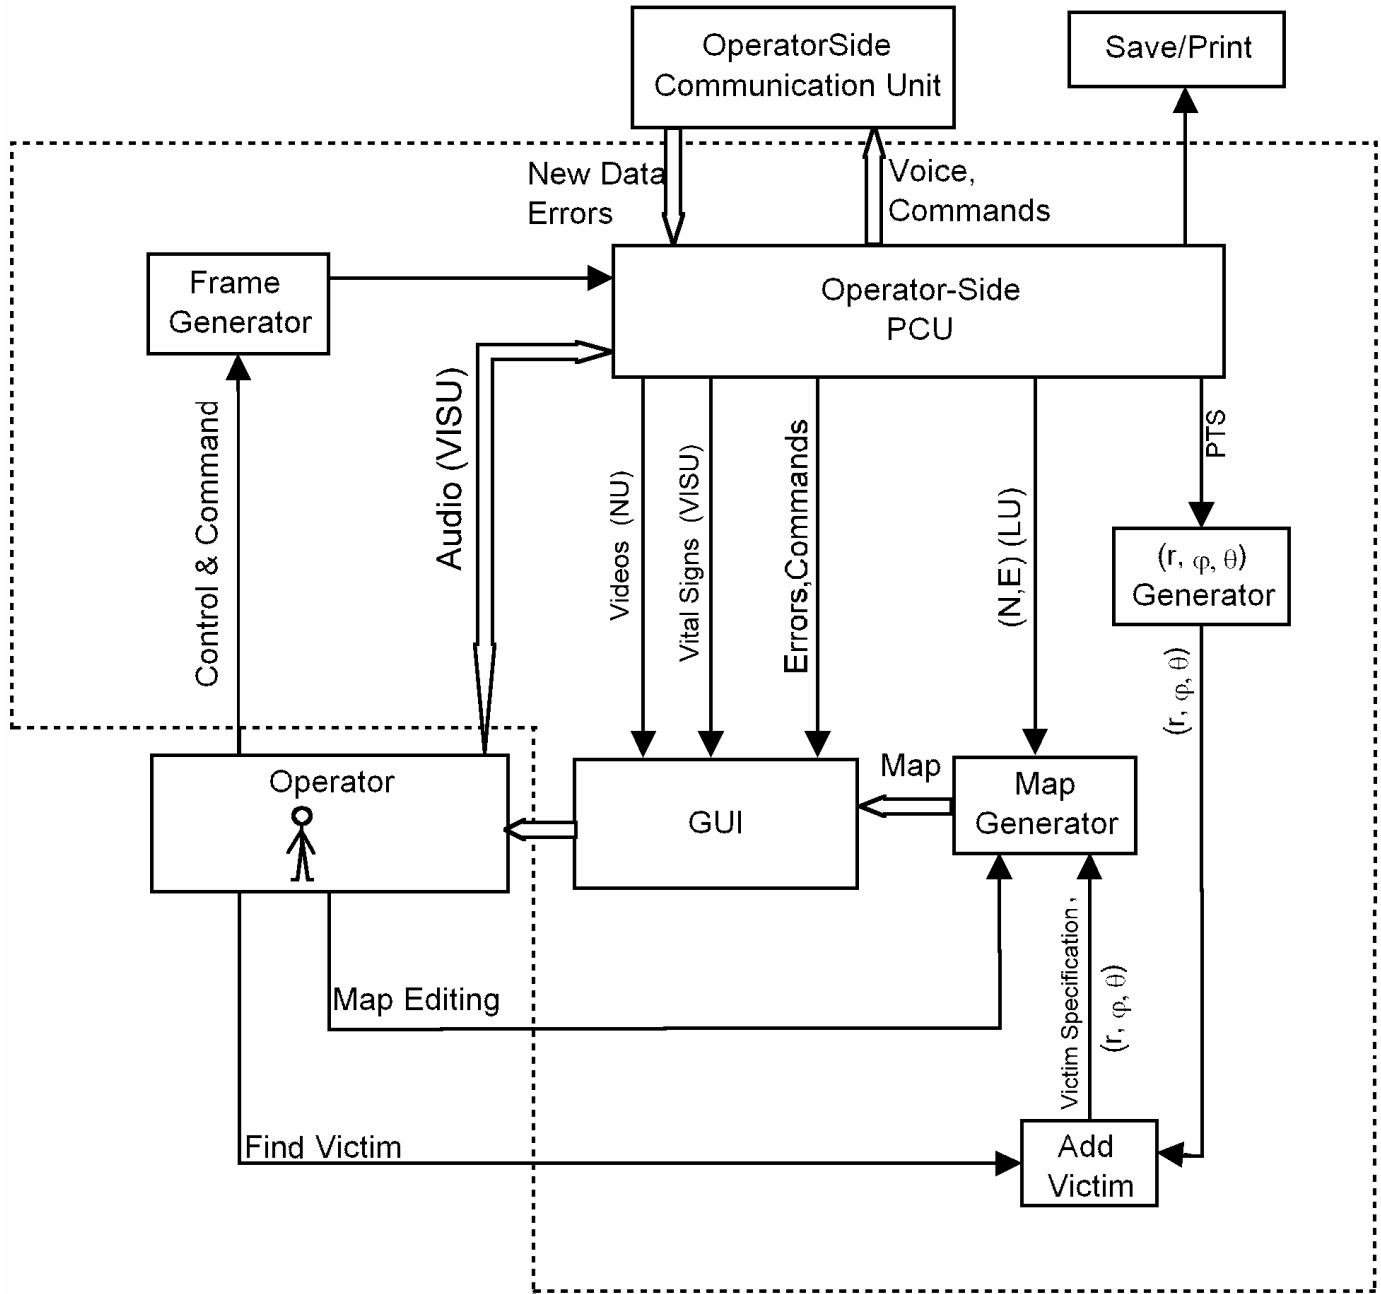 OperatorSide
Communication Unit
Save/Print
New Data
Errors
Voice,
Commands
Frame
Generator
Operator-Side
PCU
Control & Command
Audio (VISU)
Videos (NU)
Vital Signs (VISU)
Errors,Commands
(N,E) (LU)
PTS
(r, φ, θ)
Generator
(r, φ, θ)
Operator
GUI
Map
Map
Generator
Map Editing
Victim Specification,
(r, φ, θ)
Find Victim
Add
Victim